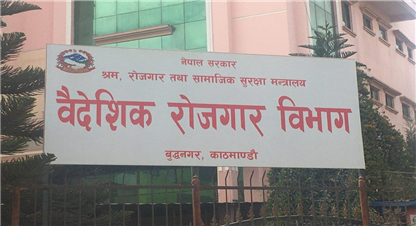 नेपाल सरकार
श्रम, रोजगार तथा सामाजिक सुरक्षा मन्त्रालय
वैदेशिक रोजगार विभाग
बुद्धनगर, काठमाण्डौ